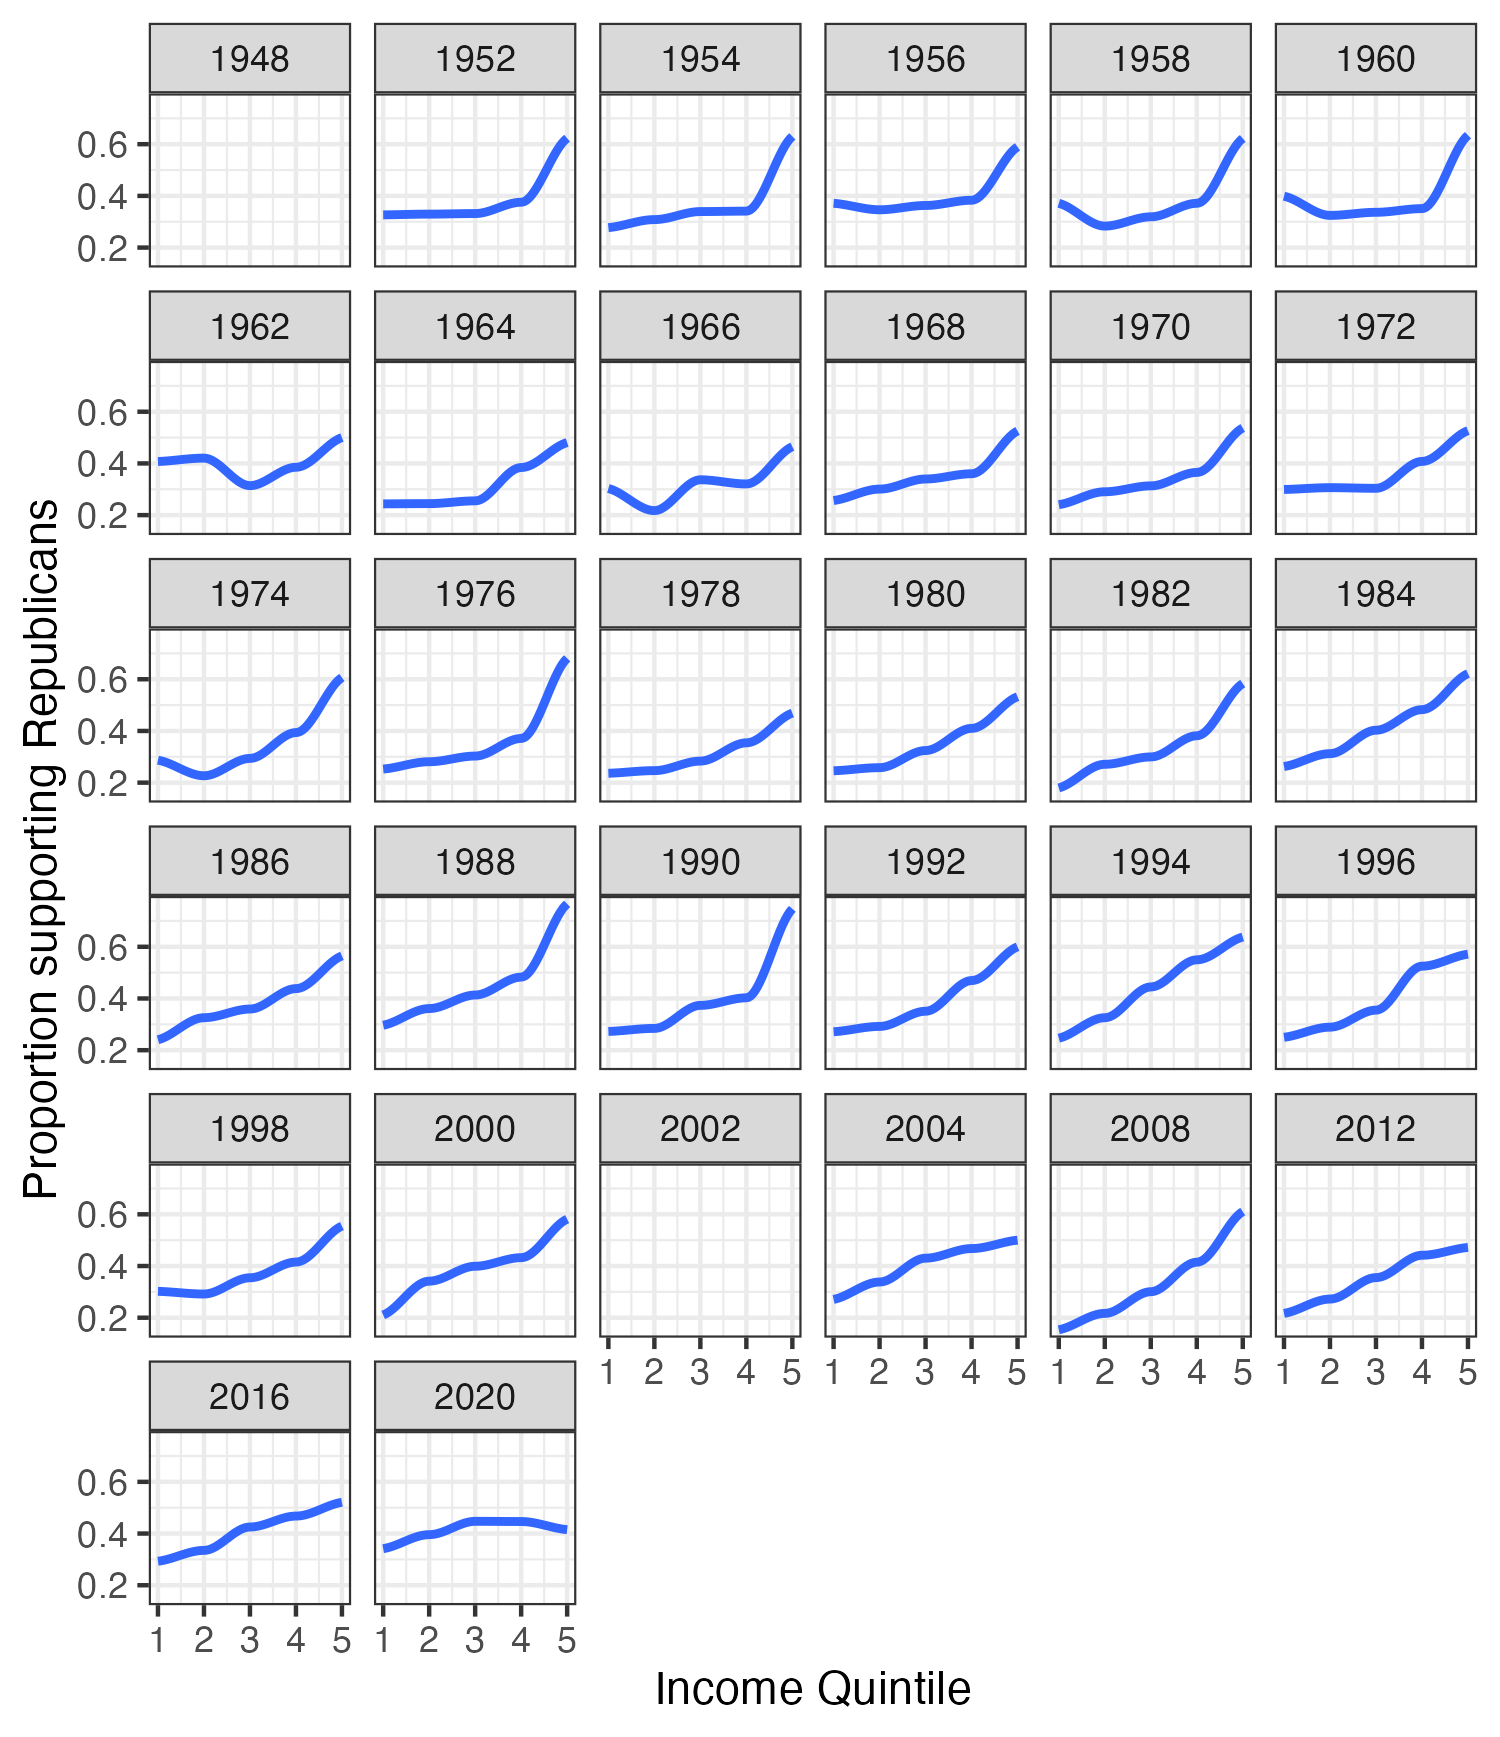 1948 1952 1954 1956 1958 1960
0.6
0.4
0.2
1962 1964 1966 1968 1970 1972
0.6
0.4
0.2
1974 1976 1978 1980 1982 1984
0.6
0.4
0.2
1986 1988 1990 1992 1994 1996
0.6
0.4
0.2
1998 2000 2002 2004 2008 2012
0.6
0.4
0.2
1 2 3 4 5 1 2 3 4 5 1 2 3 4 5 1 2 3 4 5
2016 2020
0.6
0.4
0.2
1 2 3 4 5 1 2 3 4 5
Income Quintile
Proportion supporting Republicans